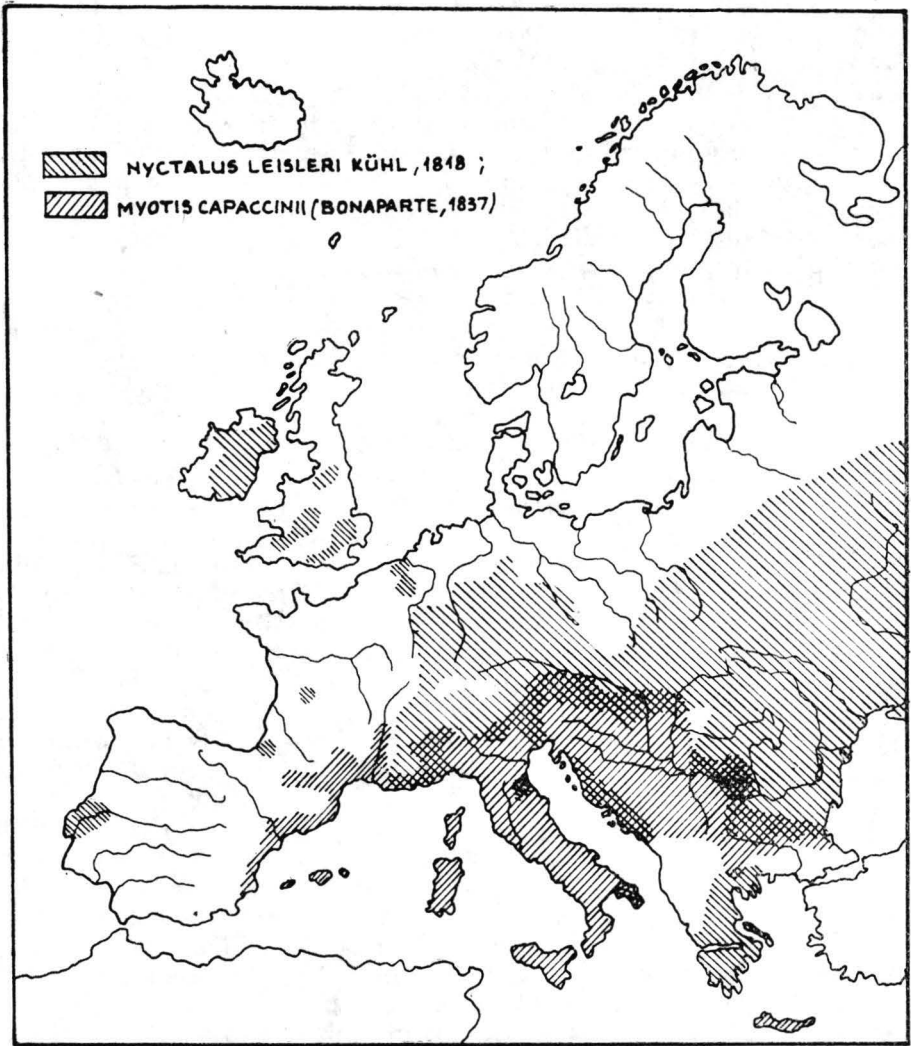 NYCTALUS LEISLERI KÜHL, 1818 ;
MYOTIS CAPACCINII (BONAPARTE, 1837)